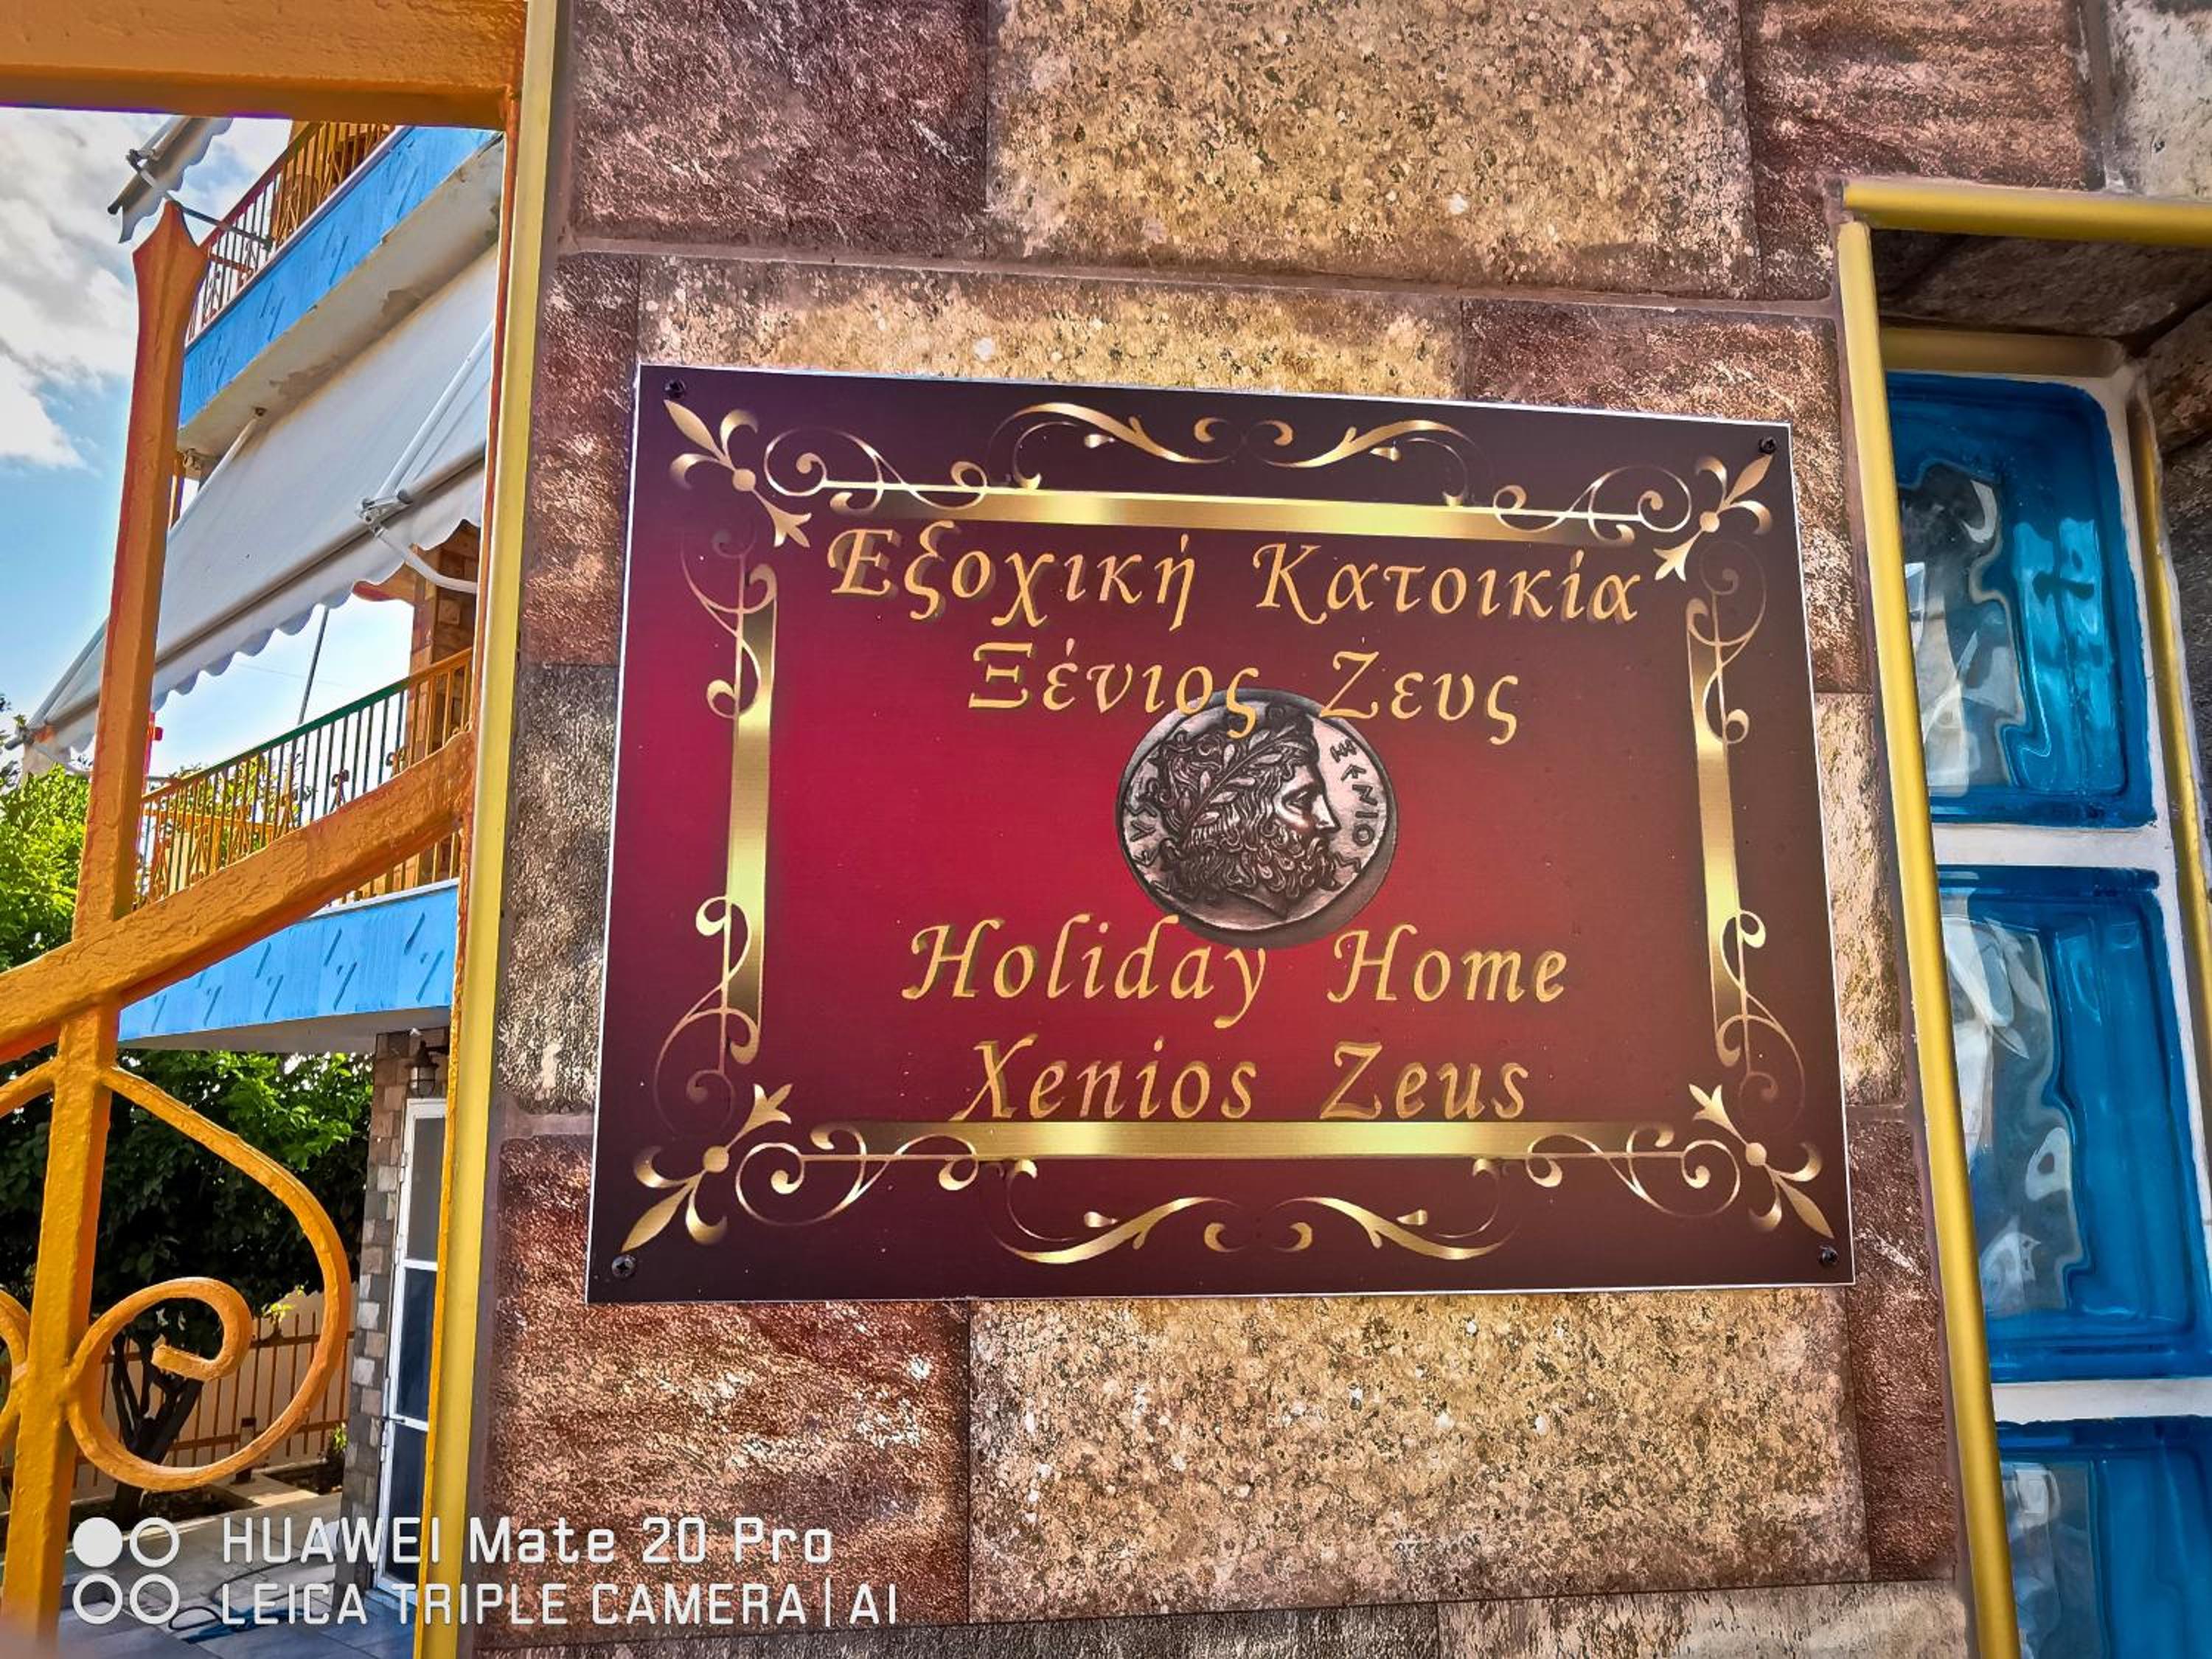 Εξοχική Κατοικία
Ξένιος Ζευς
Holiday Home
Xenios Zeus
HUAWEI Mate 20 Pro
LEICA TRIPLE CAMERA | AI